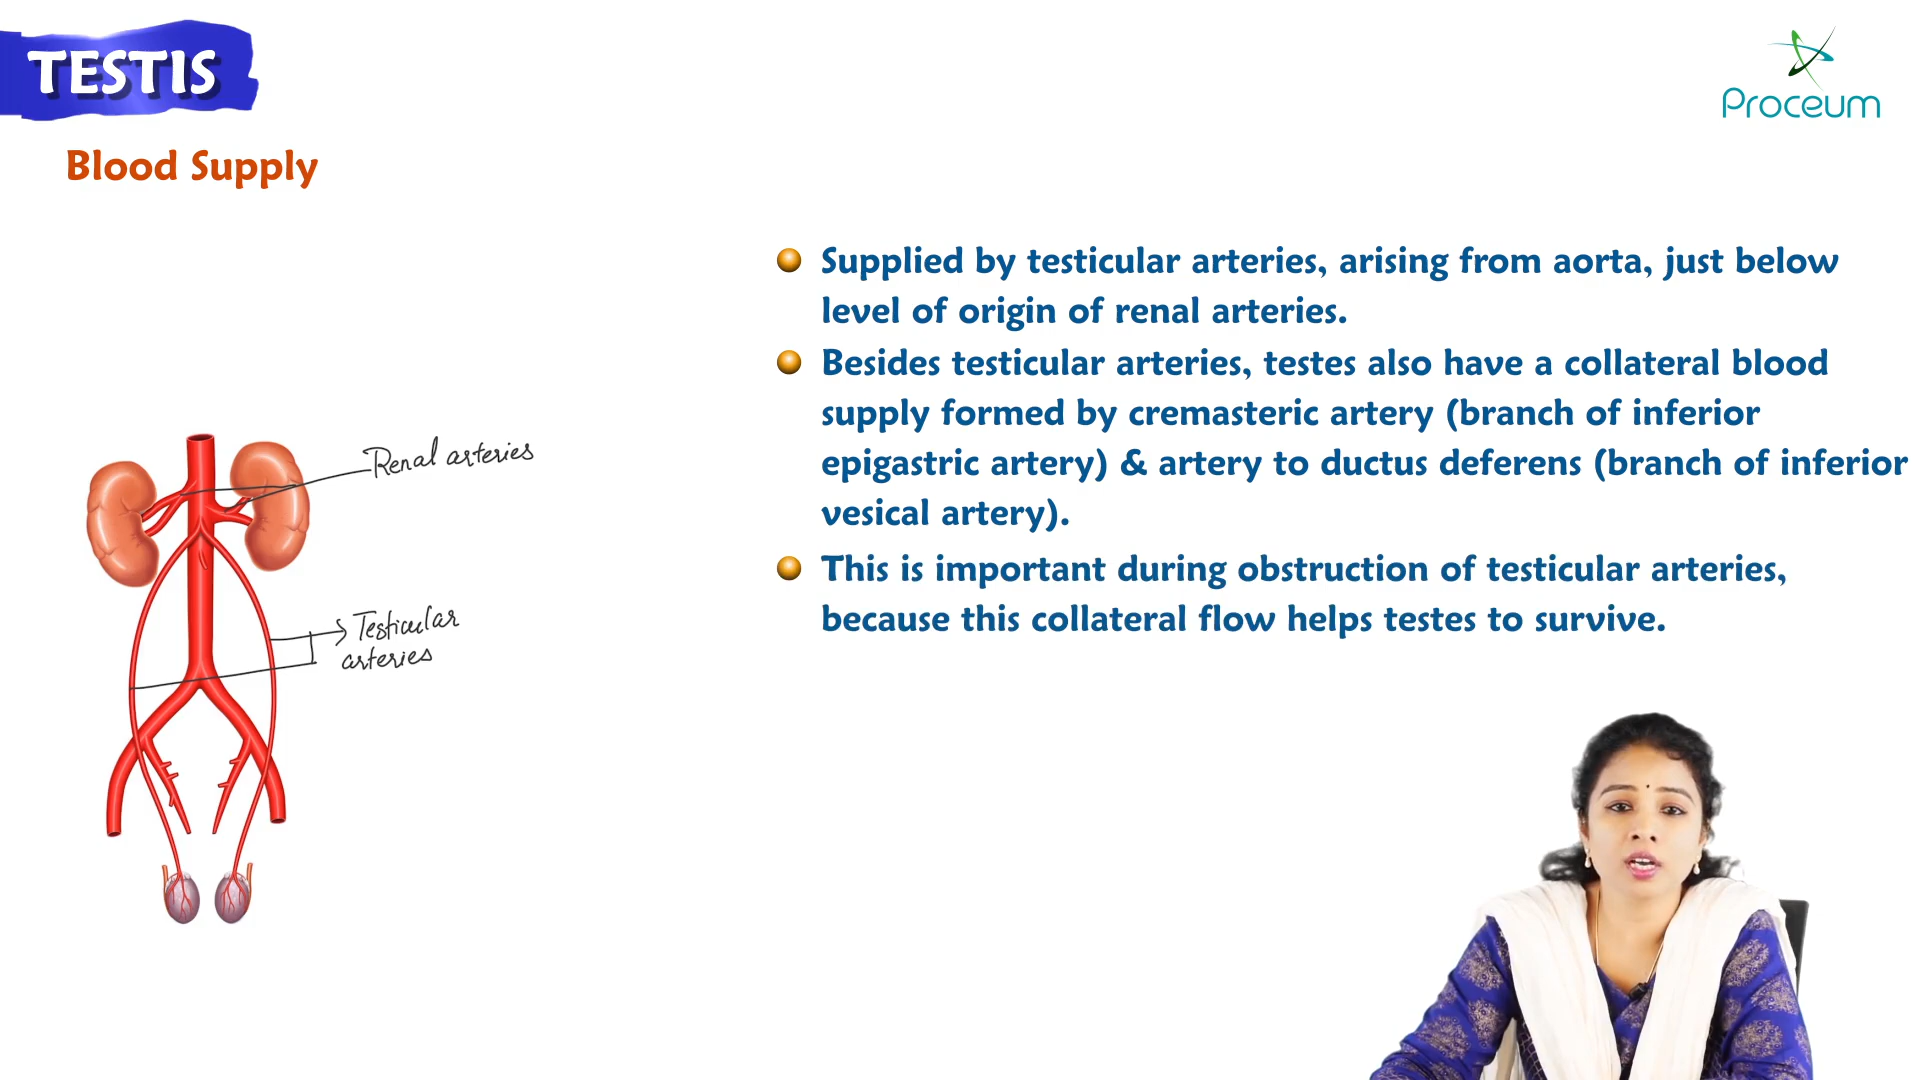 TESTIS
Proceum
Blood Supply
Supplied by testicular arteries, arising from aorta, just below
level of origin of renal arteries.
Besides testicular arteries, testes also have a collateral blood
supply formed by cremasteric artery (branch of inferior
epigastric artery) & artery to ductus deferens (branch of inferior
vesical artery).
This is important during obstruction of testicular arteries,
because this collateral flow helps testes to survive.
Renal arteries
Testicular
arteries